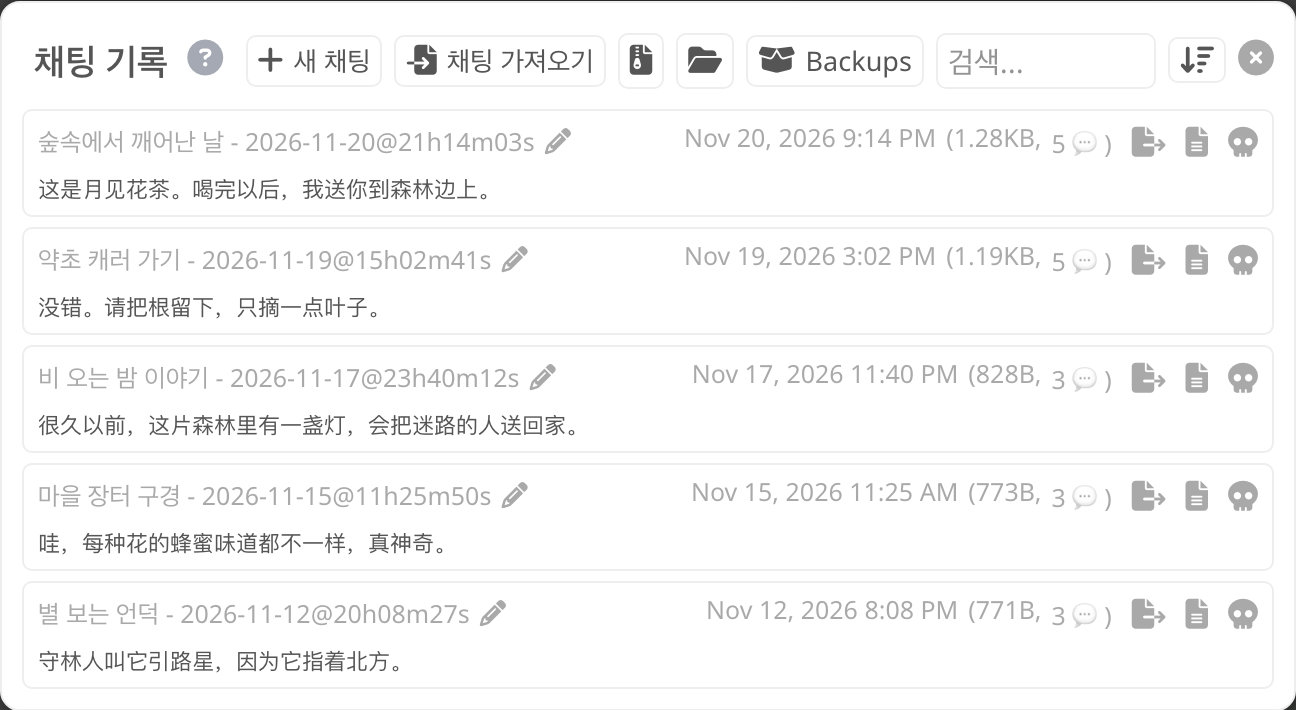 채팅 기록 ? 새 채팅 채팅 가져오기 Backups 검색...
숲속에서 깨어난 날 - 2026-11-20@21h14m03s Nov 20, 2026 9:14 PM (1.28KB, 5 )
这是月见花茶。喝完以后，我送你到森林边上。
약초 캐러 가기 - 2026-11-19@15h02m41s Nov 19, 2026 3:02 PM (1.19KB, 5 )
没错。请把根留下，只摘一点叶子。
비 오는 밤 이야기 - 2026-11-17@23h40m12s Nov 17, 2026 11:40 PM (828B, 3 )
很久以前，这片森林里有一盏灯，会把迷路的人送回家。
마을 장터 구경 - 2026-11-15@11h25m50s Nov 15, 2026 11:25 AM (773B, 3 )
哇，每种花的蜂蜜味道都不一样，真神奇。
별 보는 언덕 - 2026-11-12@20h08m27s Nov 12, 2026 8:08 PM (771B, 3 )
守林人叫它引路星，因为它指着北方。